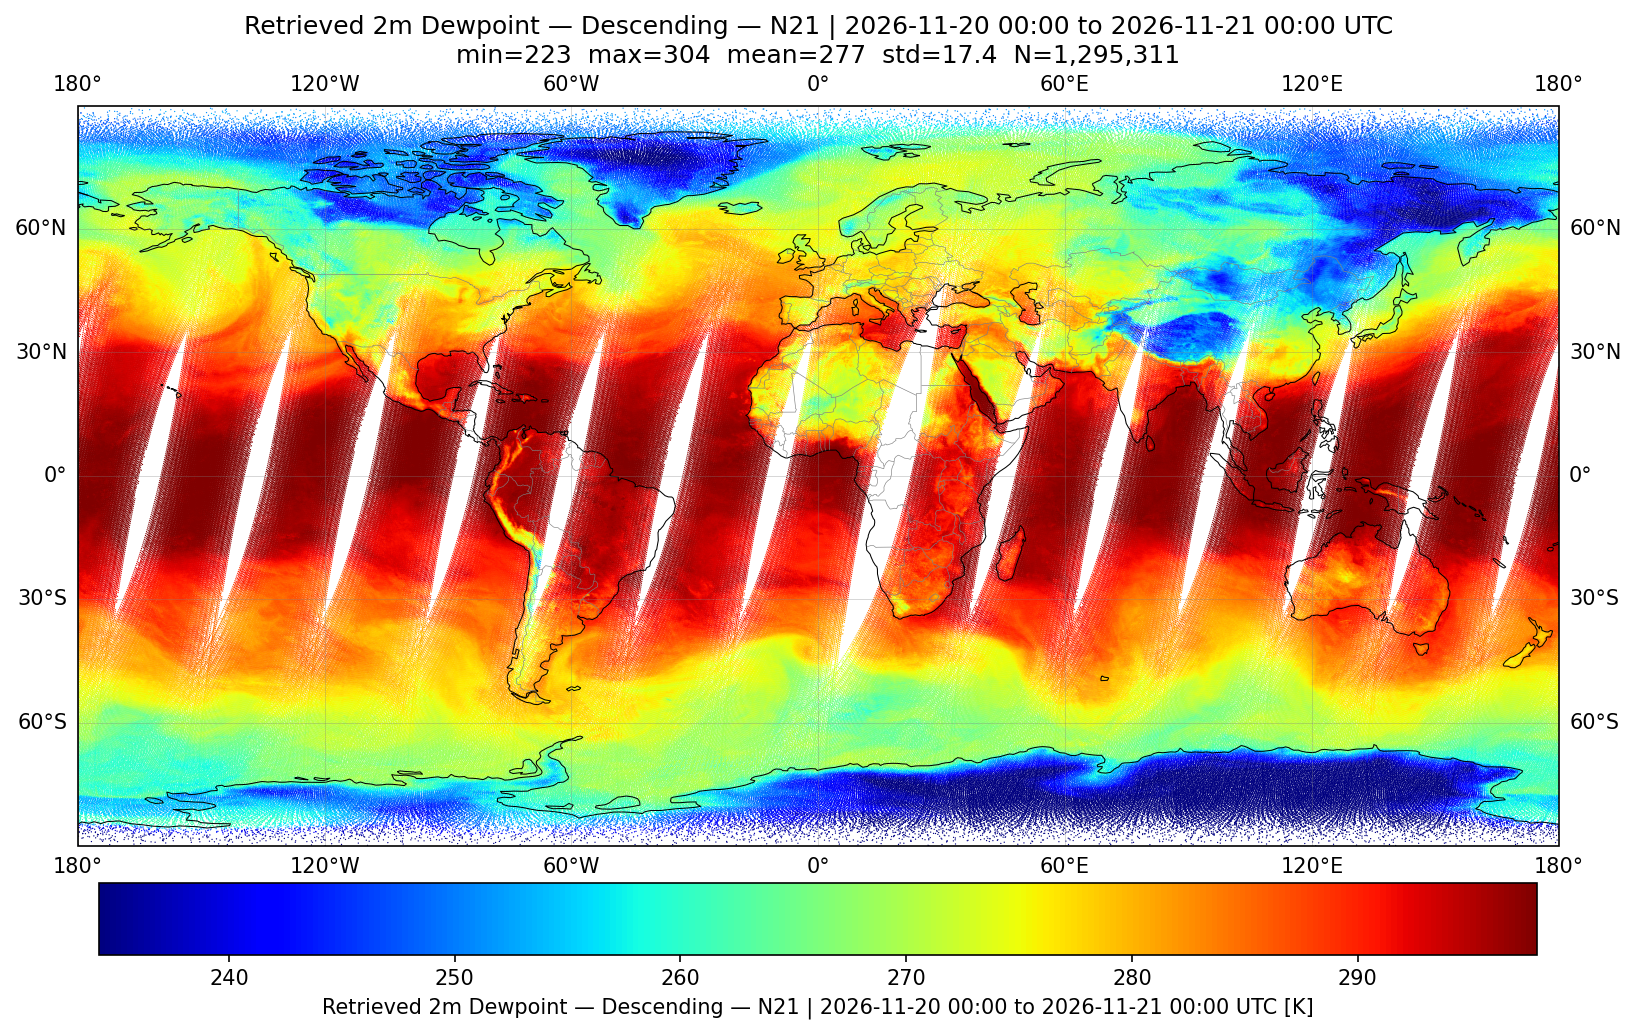 Retrieved 2m Dewpoint — Descending — N21 | 2026-11-20 00:00 to 2026-11-21 00:00 UTC
min=223 max=304 mean=277 std=17.4 N=1,295,311
180° 120°W 60°W 0° 60°E 120°E 180°
60°N 60°N
30°N 30°N
0° 0°
30°S 30°S
60°S 60°S
180° 120°W 60°W 0° 60°E 120°E 180°
240 250 260 270 280 290
Retrieved 2m Dewpoint — Descending — N21 | 2026-11-20 00:00 to 2026-11-21 00:00 UTC [K]